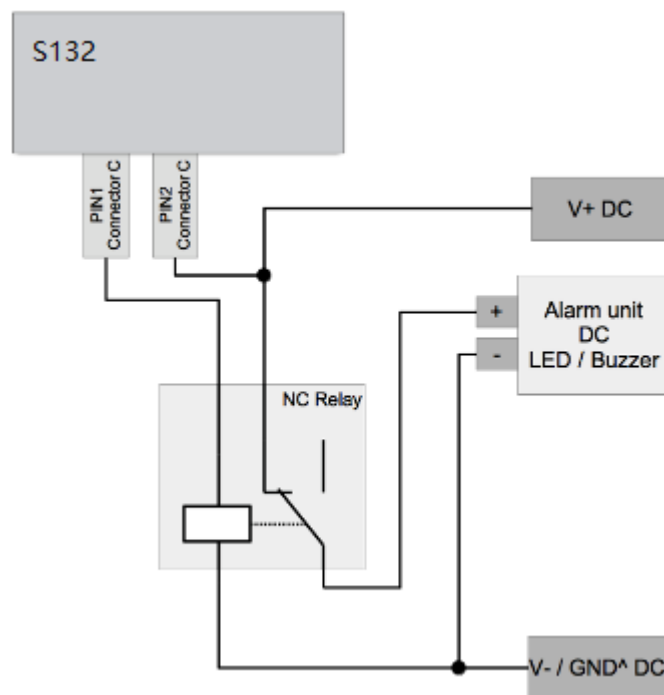 S132
PIN1
Connector C
PIN2
Connector C
V+ DC
+
-
Alarm unit
DC
LED / Buzzer
NC Relay
V- / GND^ DC